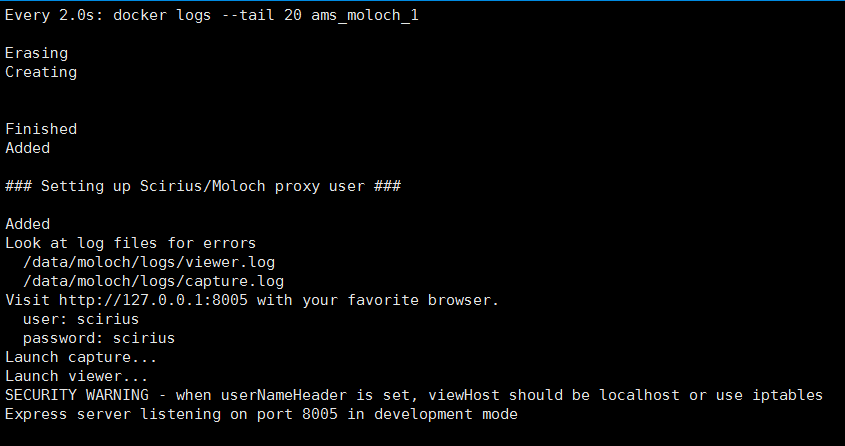 Every 2.0s: docker logs --tail 20 ams_moloch_1
Erasing
Creating
Finished
Added
### Setting up Scirius/Moloch proxy user ###
Added
Look at log files for errors
/data/moloch/logs/viewer.log
/data/moloch/logs/capture.log
Visit http://127.0.0.1:8005 with your favorite browser.
user: scirius
password: scirius
Launch capture...
Launch viewer...
SECURITY WARNING - when userNameHeader is set, viewHost should be localhost or use iptables
Express server listening on port 8005 in development mode